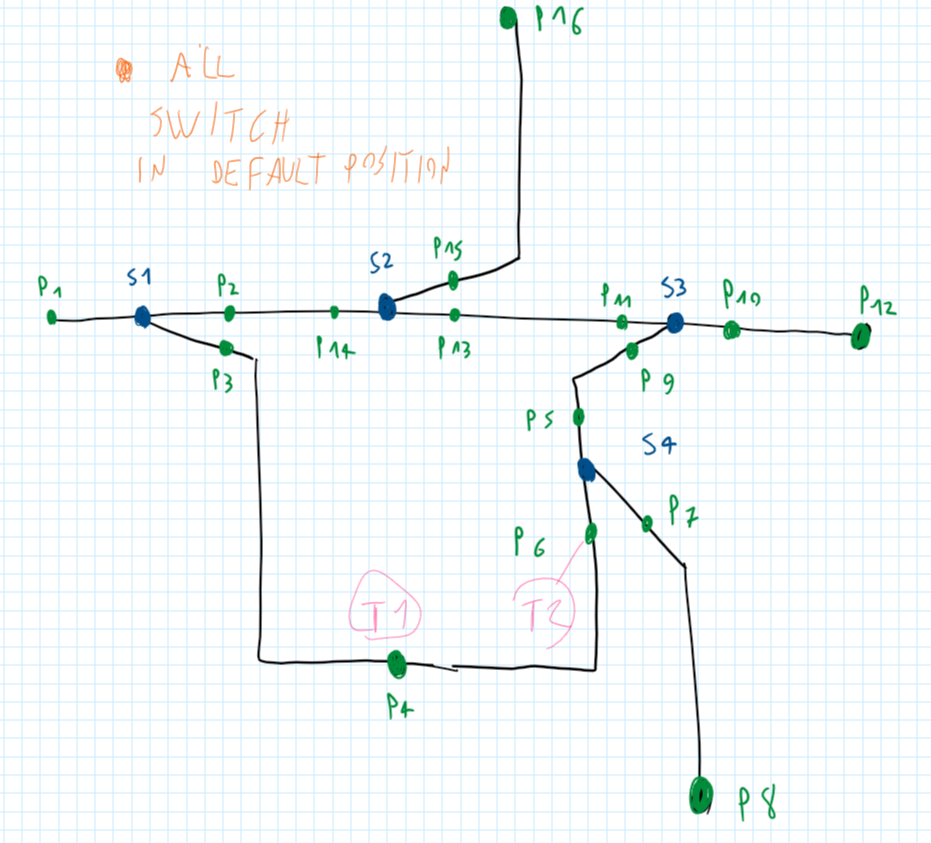 P16
• ALL
SWITCH
IN DEFAULT POSITION
P15
S2
S1
P1
P2
P11
S3
P10
P12
P14
P13
P3
P9
P5
S4
P7
P6
T1
T2
P4
P8